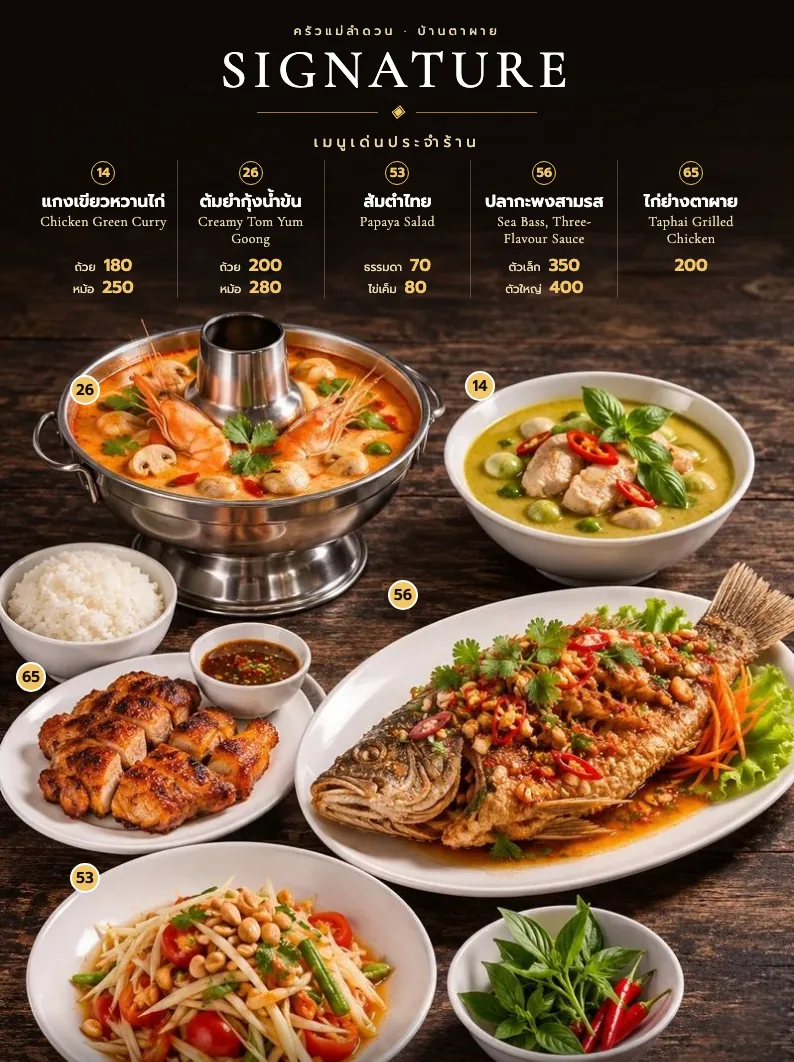 ครัวแม่ลำดวน · บ้านตาผาย
SIGNATURE
เมนูเด่นประจำร้าน
14
แกงเขียวหวานไก่
Chicken Green Curry
ถ้วย 180
หม้อ 250
26
ต้มยำกุ้งน้ำข้น
Creamy Tom Yum
Goong
ถ้วย 200
หม้อ 280
53
ส้มตำไทย
Papaya Salad
ธรรมดา 70
ไข่เค็ม 80
56
ปลากะพงสามรส
Sea Bass, Three-
Flavour Sauce
ตัวเล็ก 350
ตัวใหญ่ 400
65
ไก่ย่างตาผาย
Taphai Grilled
Chicken
200
26
14
56
65
53